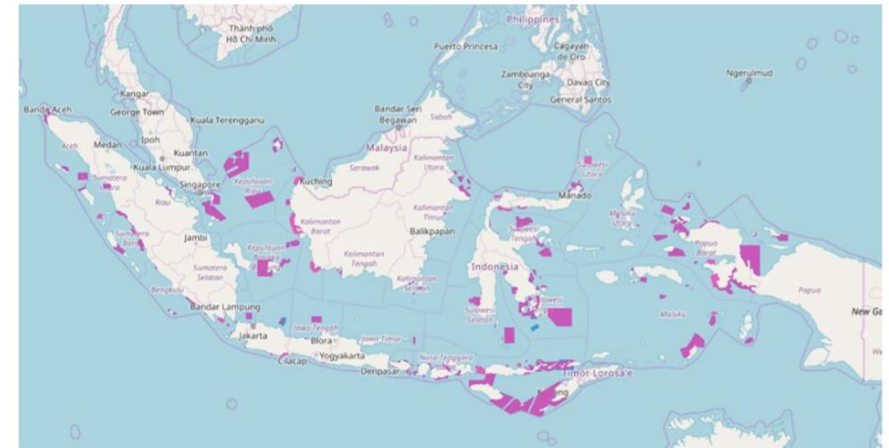 Philippines
Thành phố
Hồ Chí Minh
Puerto Princesa
Cagayan
de Oro
Zamboanga
City
Davao City
General Santos
Ngerulmud
Kangar
George Town
Banda Aceh
Kuala Terengganu
Bandar Seri
Begawan
Sabah
Aceh
Medan
Ipoh
Kuantan
Malaysia
Kuala Lumpur
Sarawak
Kalimantan
Utara
Sumatera
Utara
Singapore
Kepulauan
Riau
Kuching
Manado
Sulawesi
Utara
Riau
Kalimantan
Barat
Kalimantan
Timur
Maluku
Utara
Sumatera
Barat
Jambi
Balikpapan
Sulawesi
Tengah
Papua
Barat
Kepulauan
Kalimantan
Tengah
Sumatera
Selatan
Indonesia
Kalimantan
Selatan
Bengkulu
Papua
Bandar Lampung
Sulawesi
Selatan
Sulawesi
Maluku
New Ge
Jakarta
Jawa Tengah
Blora
Jawa Timur
Cilacap
Yogyakarta
Denpasar
Nusa Tenggara
Timor Lorosa'e